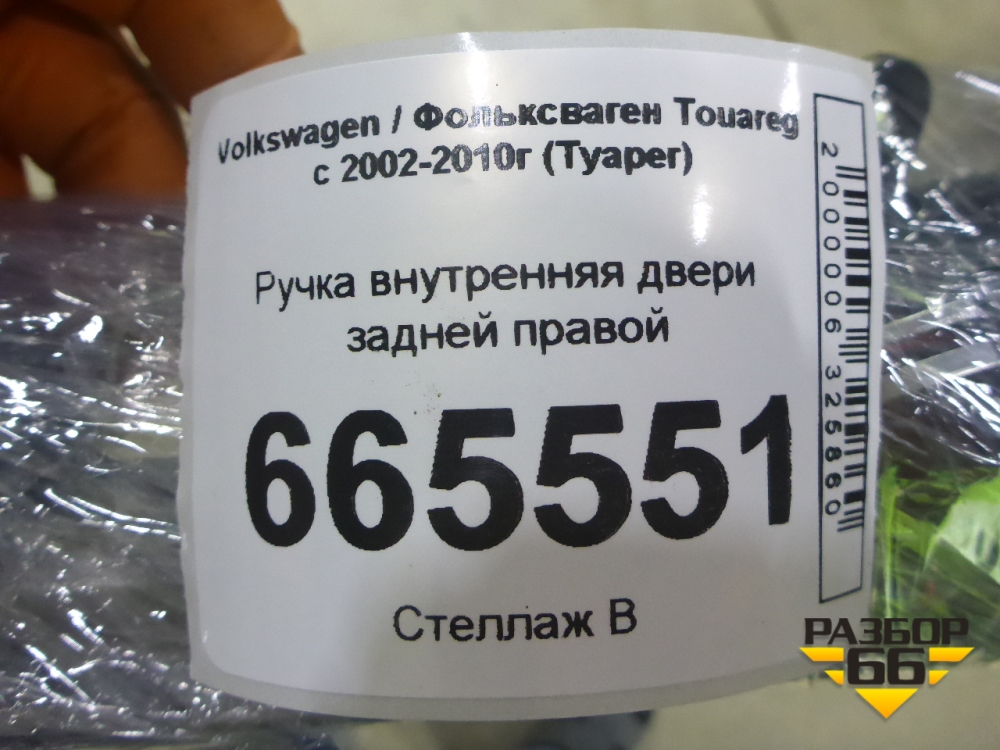 Volkswagen / Фольксваген Touareg
с 2002-2010г (Туарег)
Ручка внутренняя двери
задней правой
665551
Стеллаж В
2000006325860
РАЗБОР
66